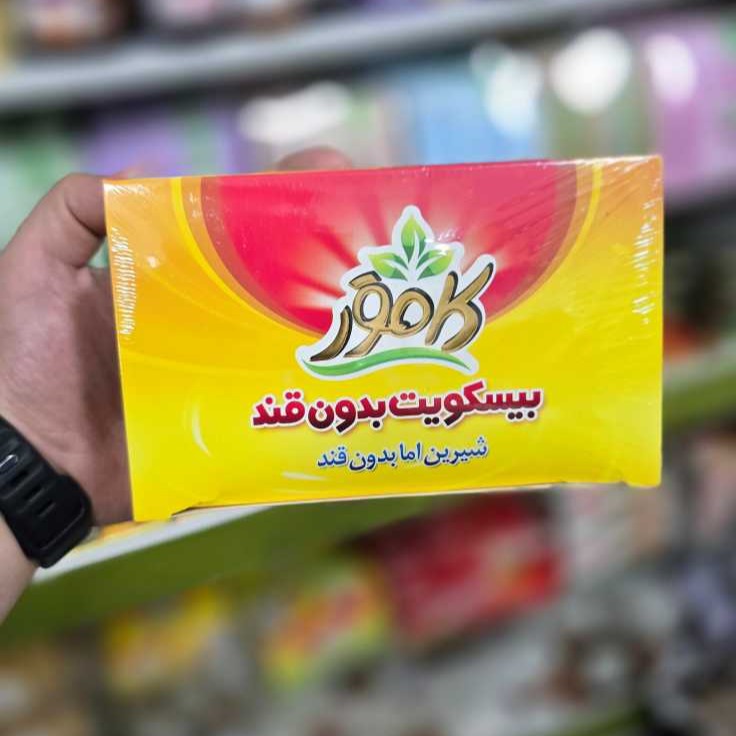 کامور
بیسکویت بدون قند
شیرین اما بدون قند